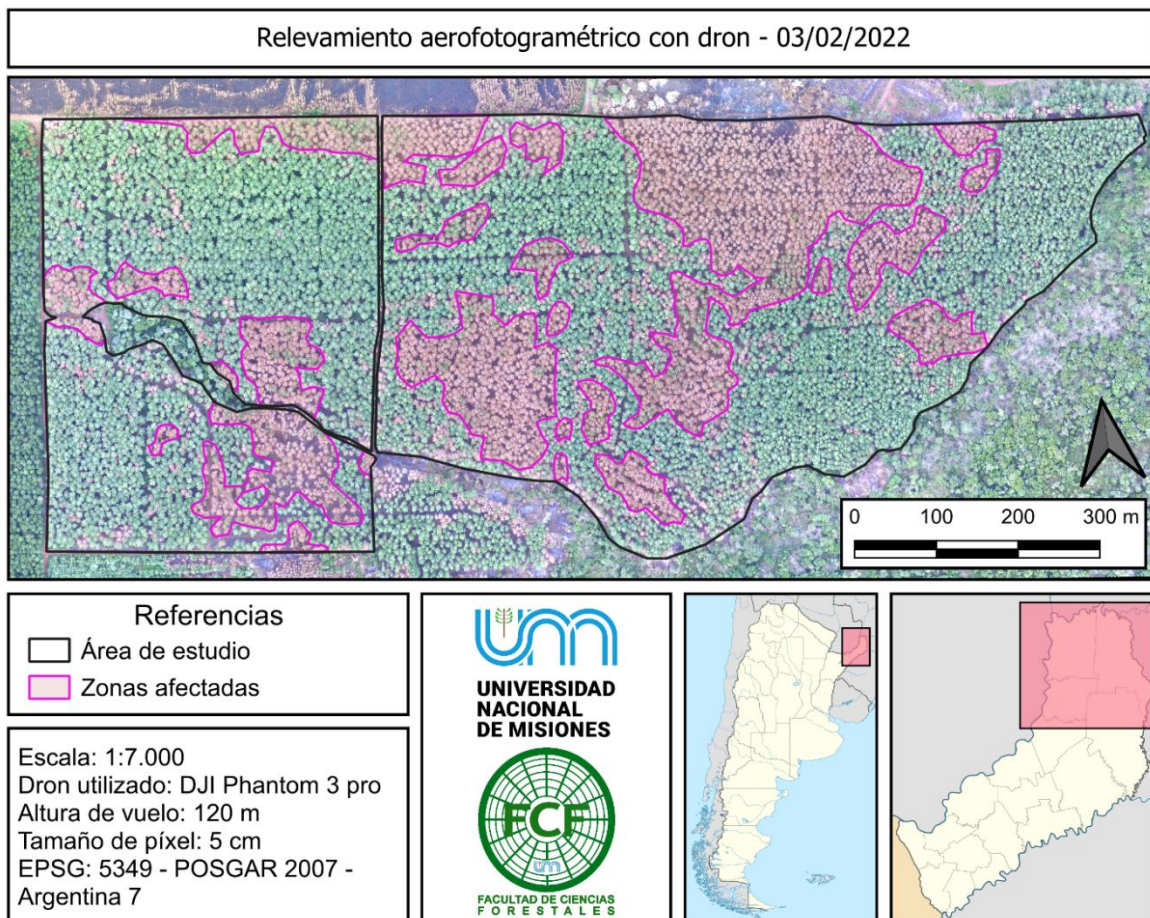 Relevamiento aerofotogramétrico con dron - 03/02/2022
0 100 200 300 m
Referencias
Área de estudio
Zonas afectadas
Escala: 1:7.000
Dron utilizado: DJI Phantom 3 pro
Altura de vuelo: 120 m
Tamaño de píxel: 5 cm
EPSG: 5349 - POSGAR 2007 -
Argentina 7
um
UNIVERSIDAD
NACIONAL
DE MISIONES
FCF
um
FACULTAD DE CIENCIAS
FORESTALES